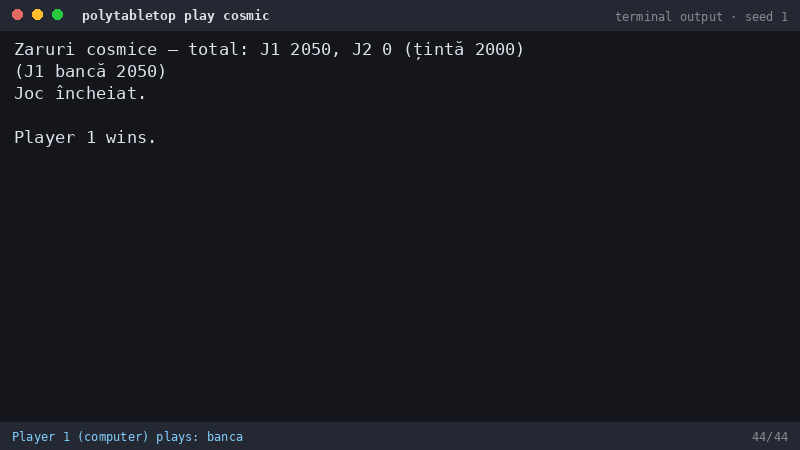 polytabletop play cosmic
terminal output · seed 1
Zaruri cosmice — total: J1 2050, J2 0 (țintă 2000)
(J1 bancă 2050)
Joc încheiat.
Player 1 wins.
Player 1 (computer) plays: banca
44/44